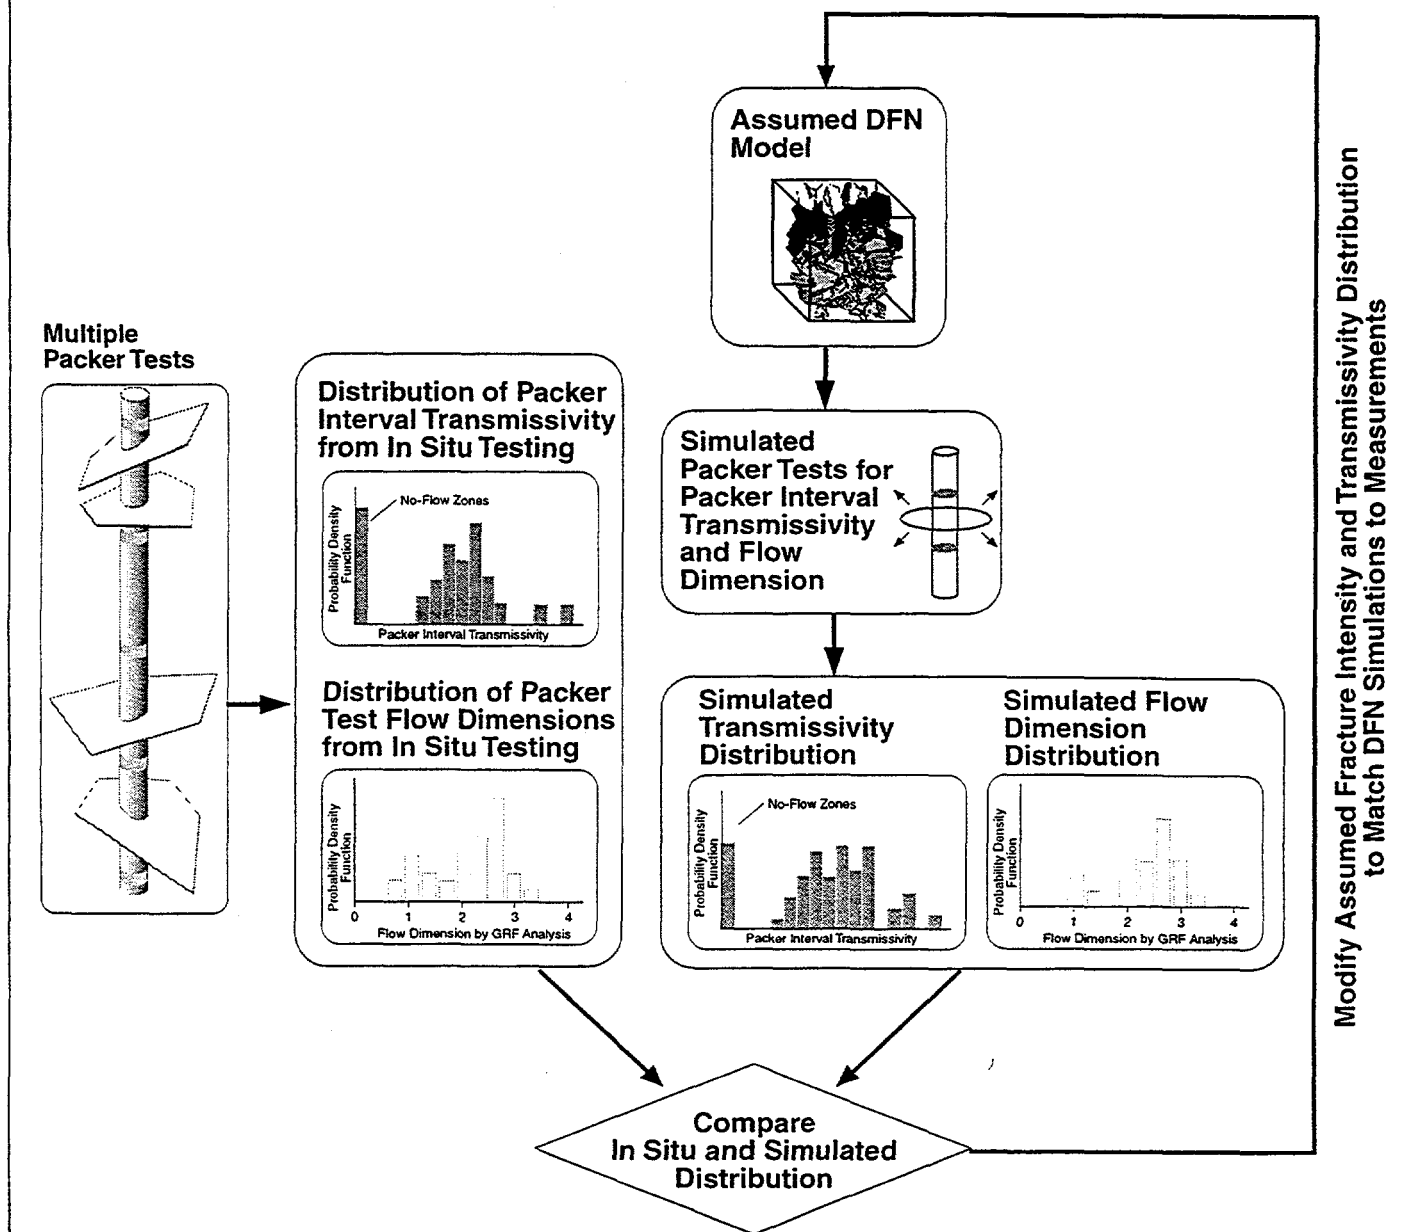 Assumed DFN
Model
Multiple
Packer Tests
Distribution of Packer
Interval Transmissivity
from In Situ Testing
No-Flow Zones
Probability Density
Function
Packer Interval Transmissivity
Distribution of Packer
Test Flow Dimensions
from In Situ Testing
Probability Density
Function
0 1 2 3 4
Flow Dimension by GRF Analysis
Simulated
Packer Tests for
Packer Interval
Transmissivity
and Flow
Dimension
Simulated
Transmissivity
Distribution
No-Flow Zones
Probability Density
Function
Packer Interval Transmissivity
Simulated Flow
Dimension
Distribution
Probability Density
Function
0 1 2 3 4
Flow Dimension by GRF Analysis
Compare
In Situ and Simulated
Distribution
Modify Assumed Fracture Intensity and Transmissivity Distribution
to Match DFN Simulations to Measurements